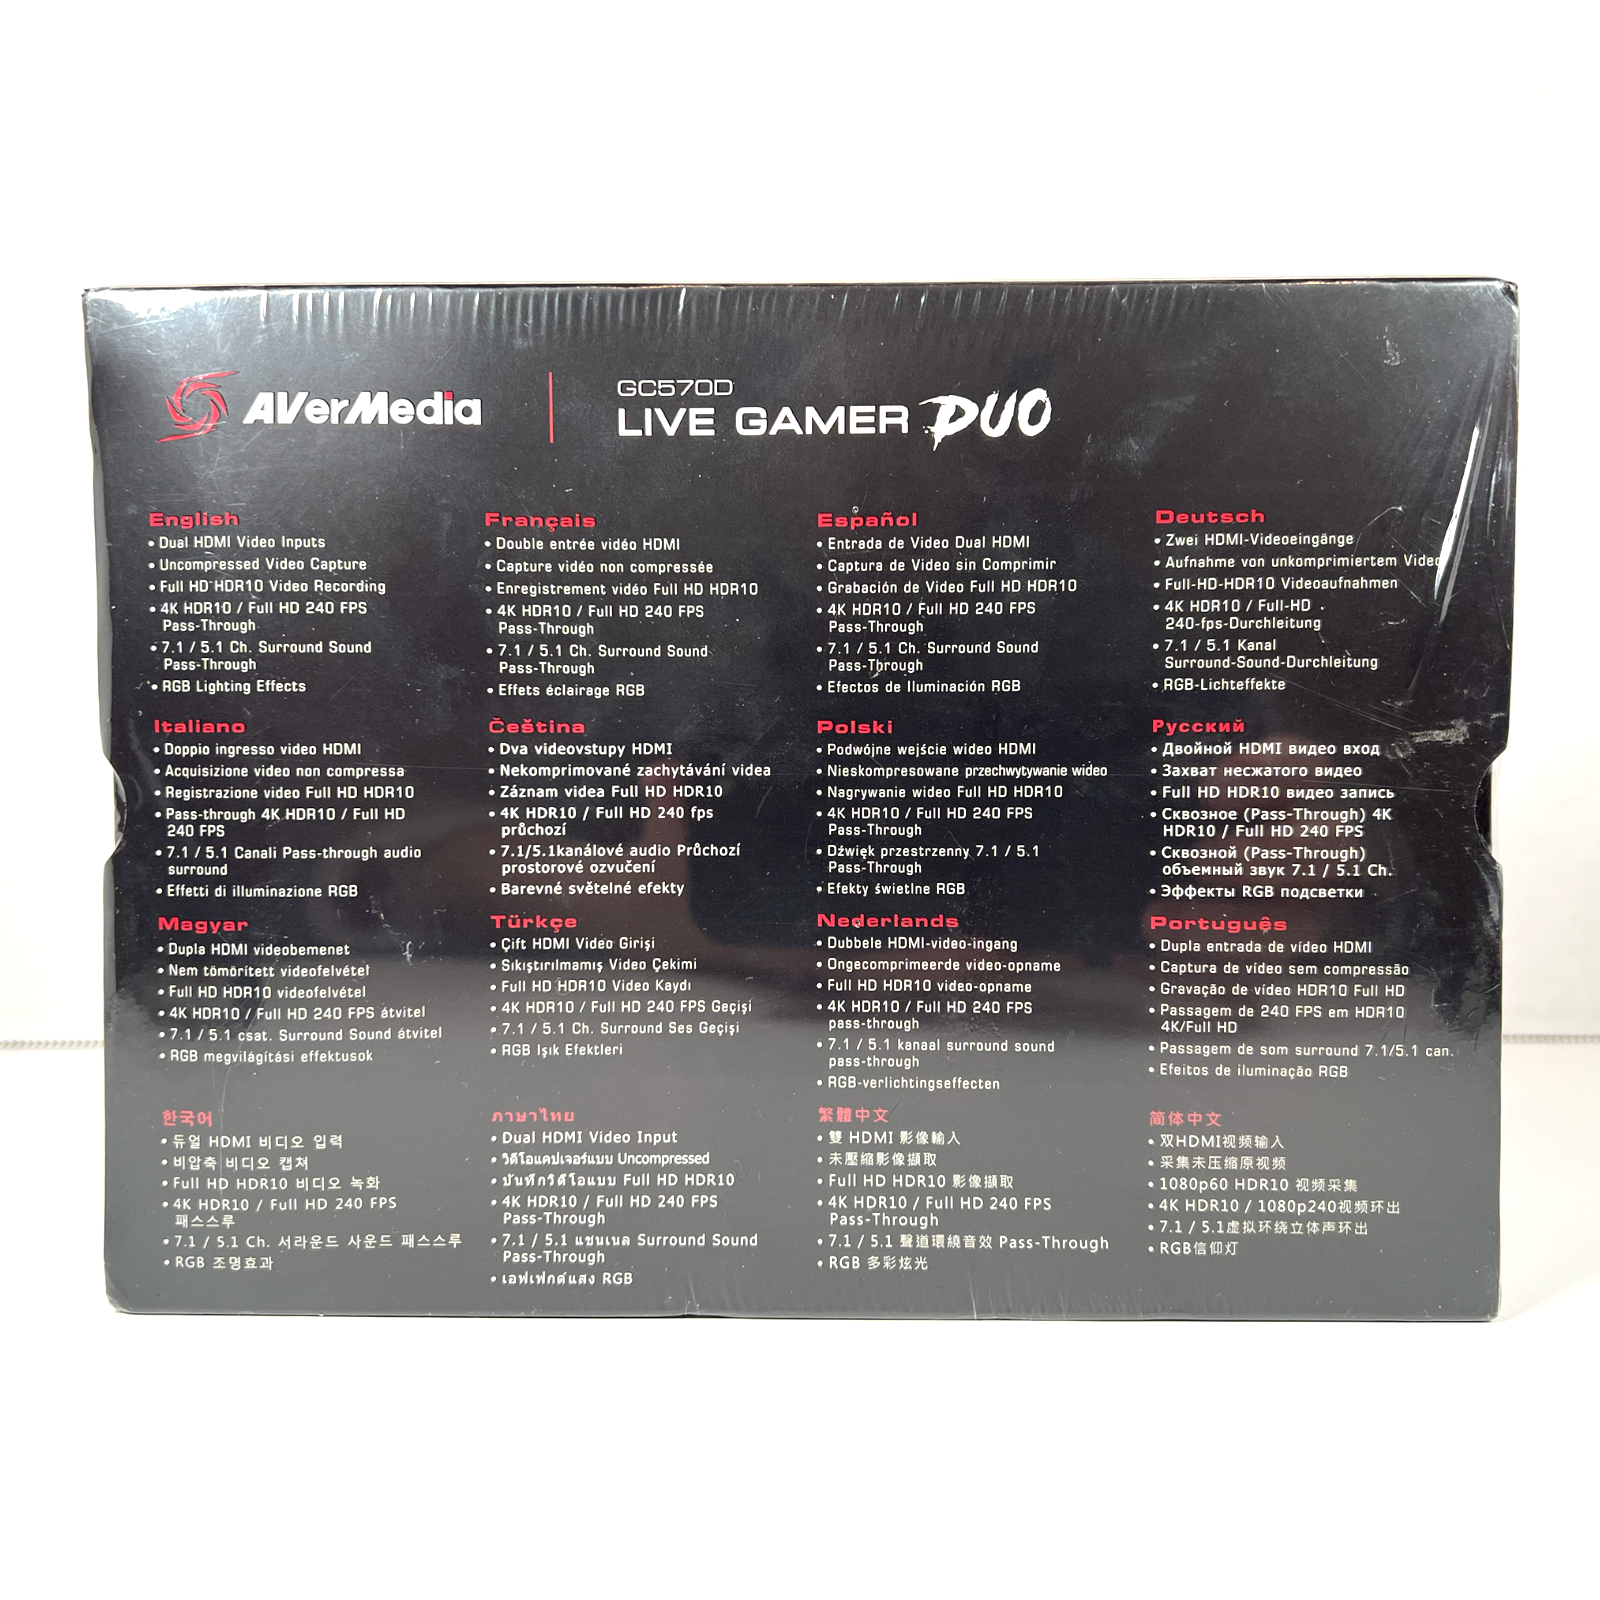 AVerMedia
GC570D
LIVE GAMER DUO
English
• Dual HDMI Video Inputs
• Uncompressed Video Capture
• Full HD HDR10 Video Recording
• 4K HDR10 / Full HD 240 FPS
Pass-Through
• 7.1 / 5.1 Ch. Surround Sound
Pass-Through
• RGB Lighting Effects
Français
• Double entrée vidéo HDMI
• Capture vidéo non compressée
• Enregistrement vidéo Full HD HDR10
• 4K HDR10 / Full HD 240 FPS
Pass-Through
• 7.1 / 5.1 Ch. Surround Sound
Pass-Through
• Effets éclairage RGB
Español
• Entrada de Video Dual HDMI
• Captura de Video sin Comprimir
• Grabación de Video Full HD HDR10
• 4K HDR10 / Full HD 240 FPS
Pass-Through
• 7.1 / 5.1 Ch. Surround Sound
Pass-Through
• Efectos de Iluminación RGB
Deutsch
• Zwei HDMI-Videoeingänge
• Aufnahme von unkomprimiertem Video
• Full-HD-HDR10 Videoaufnahmen
• 4K HDR10 / Full-HD
240-fps-Durchleitung
• 7.1 / 5.1 Kanal
Surround-Sound-Durchleitung
• RGB-Lichteffekte
Italiano
• Doppio ingresso video HDMI
• Acquisizione video non compressa
• Registrazione video Full HD HDR10
• Pass-through 4K HDR10 / Full HD
240 FPS
• 7.1 / 5.1 Canali Pass-through audio
surround
• Effetti di illuminazione RGB
Čeština
• Dva videovstupy HDMI
• Nekomprimované zachytávání videa
• Záznam videa Full HD HDR10
• 4K HDR10 / Full HD 240 fps
průchozí
• 7.1/5.1kanálové audio Průchozí
prostorové ozvučení
• Barevné světelné efekty
Polski
• Podwójne wejście wideo HDMI
• Nieskompresowane przechwytywanie wideo
• Nagrywanie wideo Full HD HDR10
• 4K HDR10 / Full HD 240 FPS
Pass-Through
• Dźwięk przestrzenny 7.1 / 5.1
Pass-Through
• Efekty świetlne RGB
Русский
• Двойной HDMI видео вход
• Захват несжатого видео
• Full HD HDR10 видео запись
• Сквозное (Pass-Through) 4K
HDR10 / Full HD 240 FPS
• Сквозной (Pass-Through)
объемный звук 7.1 / 5.1 Ch.
• Эффекты RGB подсветки
Magyar
• Dupla HDMI videobemenet
• Nem tömörített videofelvétel
• Full HD HDR10 videofelvétel
• 4K HDR10 / Full HD 240 FPS átvitel
• 7.1 / 5.1 csat. Surround Sound átvitel
• RGB megvilágítási effektusok
Türkçe
• Çift HDMI Video Girişi
• Sıkıştırılmamış Video Çekimi
• Full HD HDR10 Video Kaydı
• 4K HDR10 / Full HD 240 FPS Geçişi
• 7.1 / 5.1 Ch. Surround Ses Geçişi
• RGB Işık Efektleri
Nederlands
• Dubbele HDMI-video-ingang
• Ongecomprimeerde video-opname
• Full HD HDR10 video-opname
• 4K HDR10 / Full HD 240 FPS
pass-through
• 7.1 / 5.1 kanaal surround sound
pass-through
• RGB-verlichtingseffecten
Português
• Dupla entrada de vídeo HDMI
• Captura de vídeo sem compressão
• Gravação de vídeo HDR10 Full HD
• Passagem de 240 FPS em HDR10
4K/Full HD
• Passagem de som surround 7.1/5.1 can.
• Efeitos de iluminação RGB
한국어
• 듀얼 HDMI 비디오 입력
• 비압축 비디오 캡쳐
• Full HD HDR10 비디오 녹화
• 4K HDR10 / Full HD 240 FPS
패스스루
• 7.1 / 5.1 Ch. 서라운드 사운드 패스스루
• RGB 조명효과
ภาษาไทย
• Dual HDMI Video Input
• วิดีโอแคปเจอร์แบบ Uncompressed
• บันทึกวิดีโอแบบ Full HD HDR10
• 4K HDR10 / Full HD 240 FPS
Pass-Through
• 7.1 / 5.1 แชนเนล Surround Sound
Pass-Through
• เอฟเฟกต์แสง RGB
繁體中文
• 雙 HDMI 影像輸入
• 未壓縮影像擷取
• Full HD HDR10 影像擷取
• 4K HDR10 / Full HD 240 FPS
Pass-Through
• 7.1 / 5.1 聲道環繞音效 Pass-Through
• RGB 多彩炫光
简体中文
• 双HDMI视频输入
• 采集未压缩原视频
• 1080p60 HDR10 视频采集
• 4K HDR10 / 1080p240视频环出
• 7.1 / 5.1虚拟环绕立体声环出
• RGB信仰灯